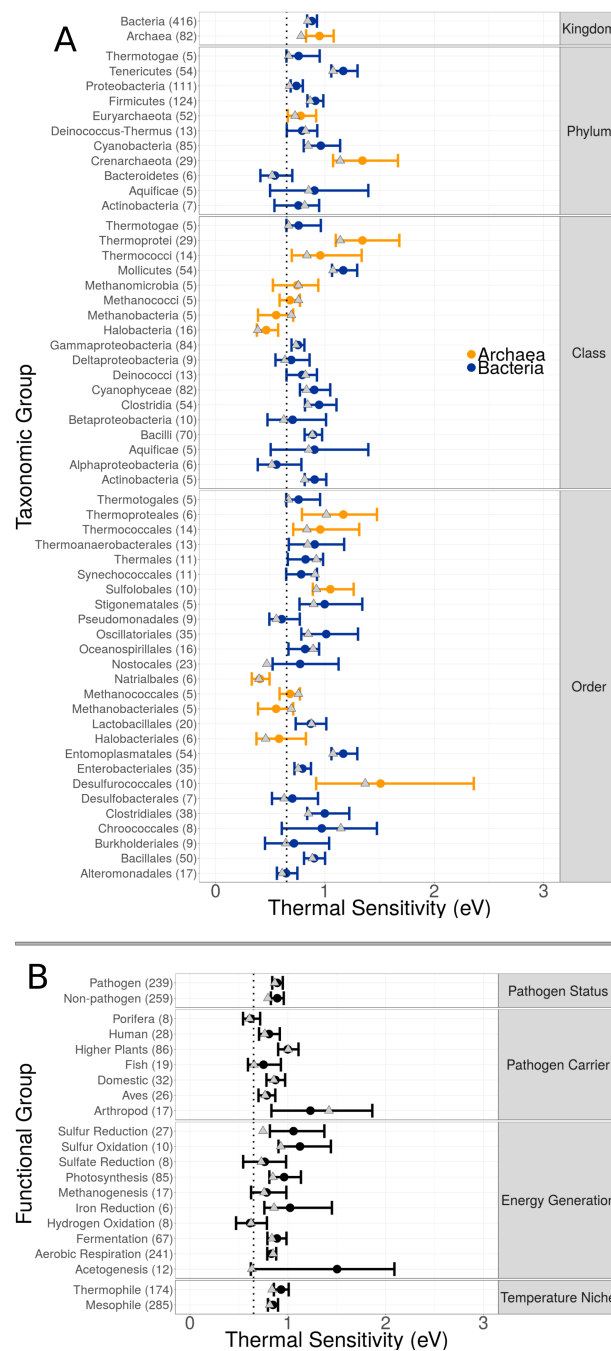 A
Bacteria (416)
Archaea (82)
Kingdom
Thermotogae (5)
Tenericutes (54)
Proteobacteria (111)
Firmicutes (124)
Euryarchaeota (52)
Deinococcus-Thermus (13)
Cyanobacteria (85)
Crenarchaeota (29)
Bacteroidetes (6)
Aquificae (5)
Actinobacteria (7)
Phylum
Thermotogae (5)
Thermoprotei (29)
Thermococci (14)
Mollicutes (54)
Methanomicrobia (5)
Methanococci (5)
Methanobacteria (5)
Halobacteria (16)
Gammaproteobacteria (84)
Deltaproteobacteria (9)
Deinococci (13)
Cyanophyceae (82)
Clostridia (54)
Betaproteobacteria (10)
Bacilli (70)
Aquificae (5)
Alphaproteobacteria (6)
Actinobacteria (5)
Class
Archaea
Bacteria
Thermotogales (5)
Thermoproteales (6)
Thermococcales (14)
Thermoanaerobacterales (13)
Thermales (11)
Synechococcales (11)
Sulfolobales (10)
Stigonematales (5)
Pseudomonadales (9)
Oscillatoriales (35)
Oceanospirillales (16)
Nostocales (23)
Natrialbales (6)
Methanococcales (5)
Methanobacteriales (5)
Lactobacillales (20)
Halobacteriales (6)
Entomoplasmatales (54)
Enterobacteriales (35)
Desulfurococcales (10)
Desulfobacterales (7)
Clostridiales (38)
Chroococcales (8)
Burkholderiales (9)
Bacillales (50)
Alteromonadales (17)
Order
Taxonomic Group
0 1 2 3
Thermal Sensitivity (eV)
B
Pathogen (239)
Non-pathogen (259)
Pathogen Status
Porifera (8)
Human (28)
Higher Plants (86)
Fish (19)
Domestic (32)
Aves (26)
Arthropod (17)
Pathogen Carrier
Sulfur Reduction (27)
Sulfur Oxidation (10)
Sulfate Reduction (8)
Photosynthesis (85)
Methanogenesis (17)
Iron Reduction (6)
Hydrogen Oxidation (8)
Fermentation (67)
Aerobic Respiration (241)
Acetogenesis (12)
Energy Generation
Thermophile (174)
Mesophile (285)
Temperature Niche
Functional Group
0 1 2 3
Thermal Sensitivity (eV)